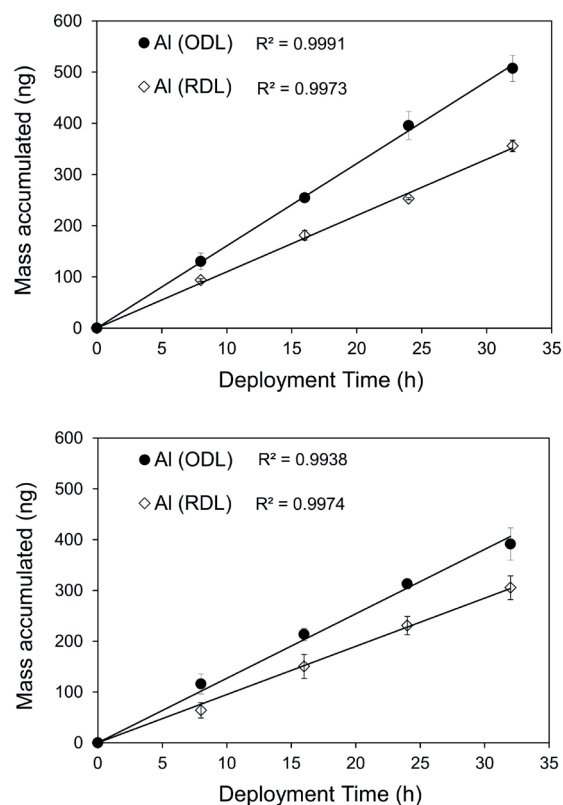 600
Al (ODL) R² = 0.9991
500
Al (RDL) R² = 0.9973
400
300
200
100
0
0 5 10 15 20 25 30 35
Mass accumulated (ng)
Deployment Time (h)
600
Al (ODL) R² = 0.9938
500
Al (RDL) R² = 0.9974
400
300
200
100
0
0 5 10 15 20 25 30 35
Mass accumulated (ng)
Deployment Time (h)